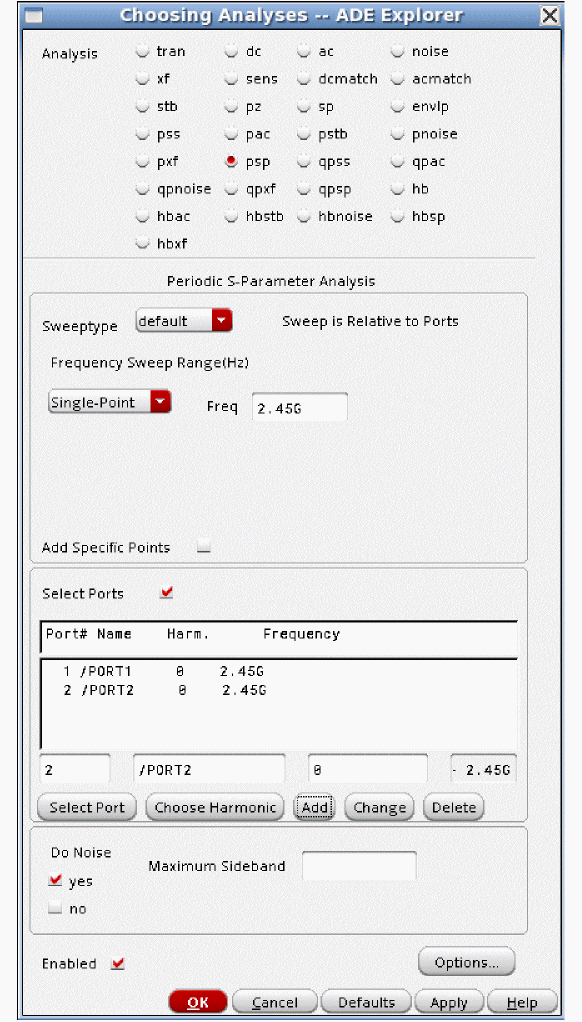 Choosing Analyses -- ADE Explorer
Analysis tran dc ac noise
xf sens dcmatch acmatch
stb pz sp envlp
pss pac pstb pnoise
pxf psp qpss qpac
qpnoise qpxf qpsp hb
hbac hbstb hbnoise hbsp
hbxf
Periodic S-Parameter Analysis
Sweeptype default Sweep is Relative to Ports
Frequency Sweep Range(Hz)
Single-Point Freq 2.45G
Add Specific Points
Select Ports
Port# Name Harm. Frequency
1 /PORT1 0 2.45G
2 /PORT2 0 2.45G
2 /PORT2 0 - 2.45G
Select Port Choose Harmonic Add Change Delete
Do Noise
Maximum Sideband
yes
no
Enabled Options...
OK Cancel Defaults Apply Help